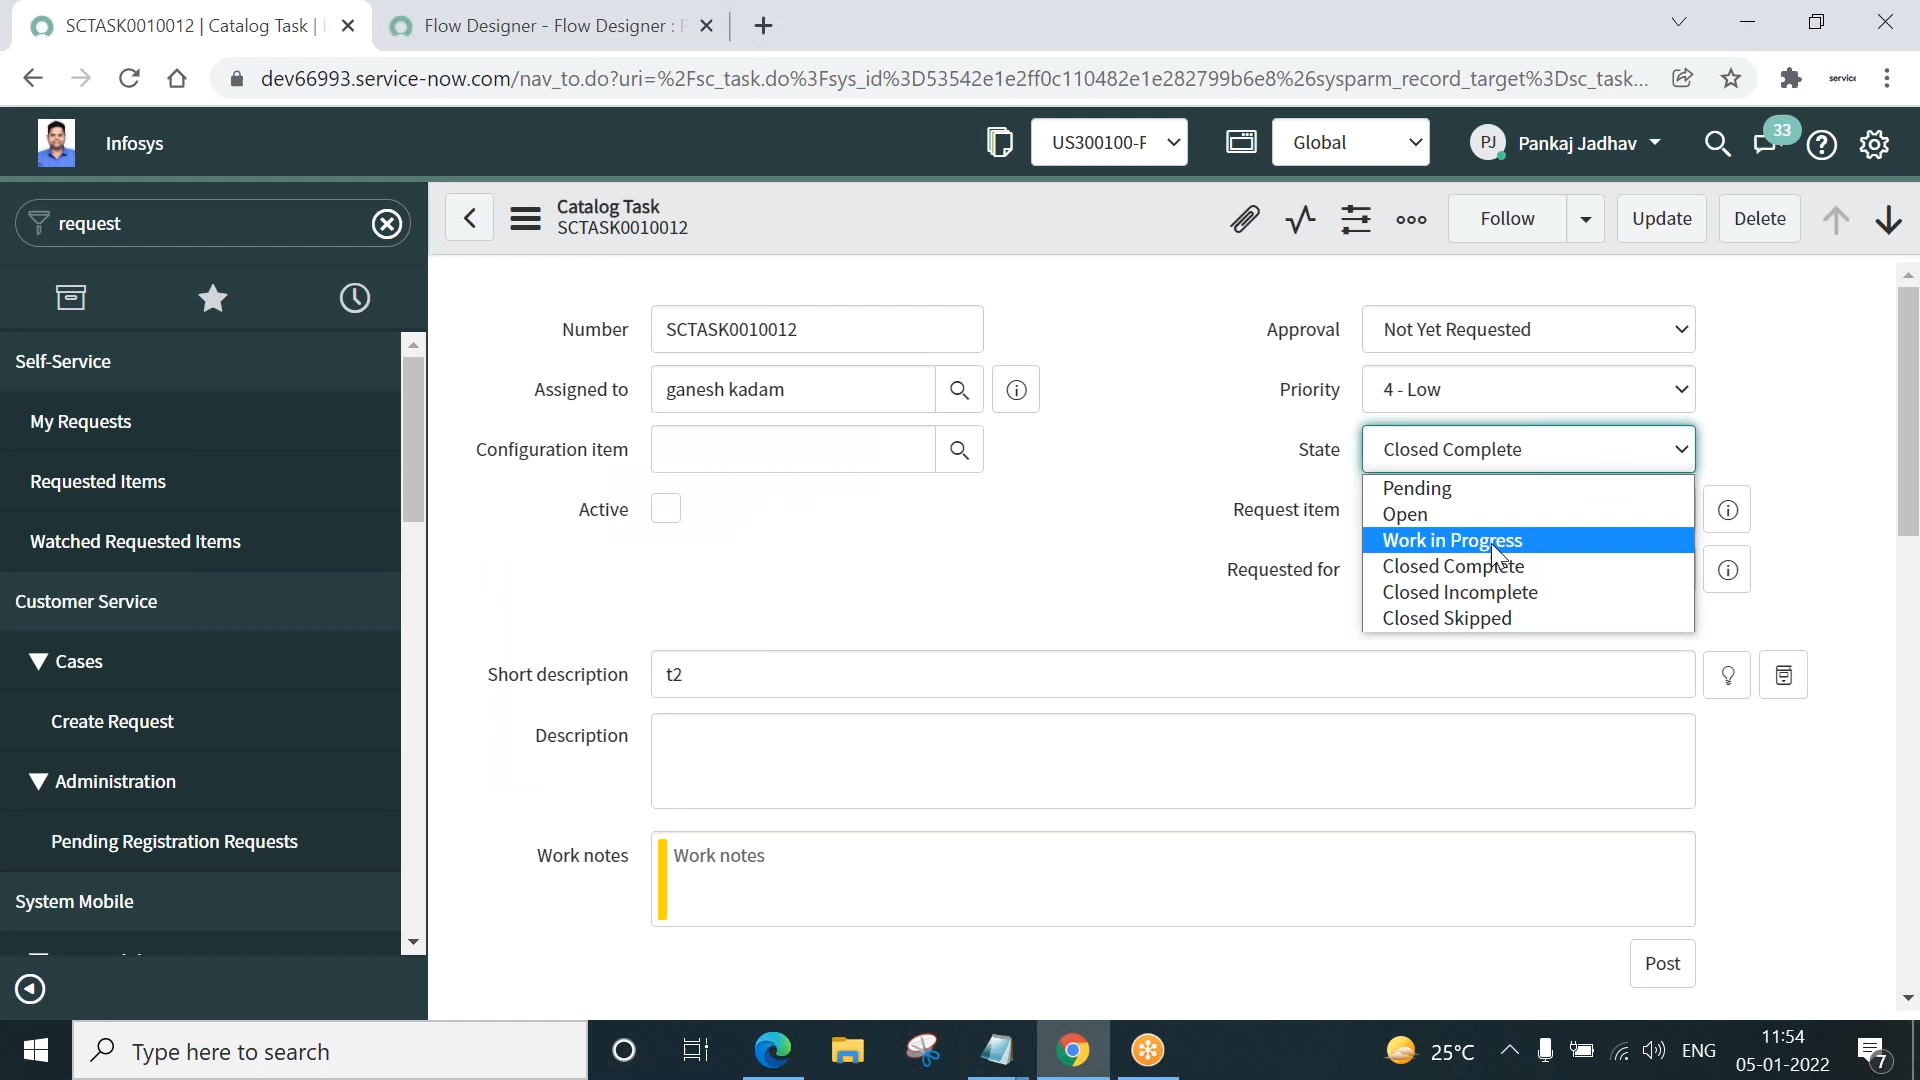 SCTASK0010012 | Catalog Task |
Flow Designer - Flow Designer :
dev66993.service-now.com/nav_to.do?uri=%2Fsc_task.do%3Fsys_id%3D53542e1e2ff0c110482e1e282799b6e8%26sysparm_record_target%3Dsc_task...
service
Infosys
US300100-F
Global
PJ
Pankaj Jadhav
33
request
Catalog Task
SCTASK0010012
Follow
Update
Delete
Self-Service
My Requests
Requested Items
Watched Requested Items
Customer Service
Cases
Create Request
Administration
Pending Registration Requests
System Mobile
Number
SCTASK0010012
Approval
Not Yet Requested
Assigned to
ganesh kadam
Priority
4 - Low
Configuration item
State
Closed Complete
Active
Request item
Requested for
Pending
Open
Work in Progress
Closed Complete
Closed Incomplete
Closed Skipped
Short description
t2
Description
Work notes
Work notes
Post
Type here to search
25°C
ENG
11:54
05-01-2022
7